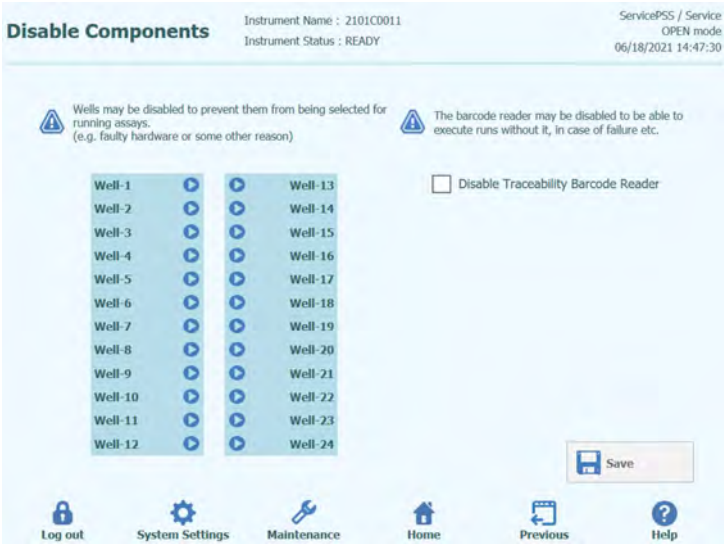 Disable Components
Instrument Name : 2101C0011
Instrument Status : READY
ServicePSS / Service
OPEN mode
06/18/2021 14:47:30
Wells may be disabled to prevent them from being selected for
running assays.
(e.g. faulty hardware or some other reason)
The barcode reader may be disabled to be able to
execute runs without it, in case of failure etc.
Well-1 Well-13
Well-2 Well-14
Well-3 Well-15
Well-4 Well-16
Well-5 Well-17
Well-6 Well-18
Well-7 Well-19
Well-8 Well-20
Well-9 Well-21
Well-10 Well-22
Well-11 Well-23
Well-12 Well-24
Disable Traceability Barcode Reader
Save
Log out System Settings Maintenance Home Previous Help